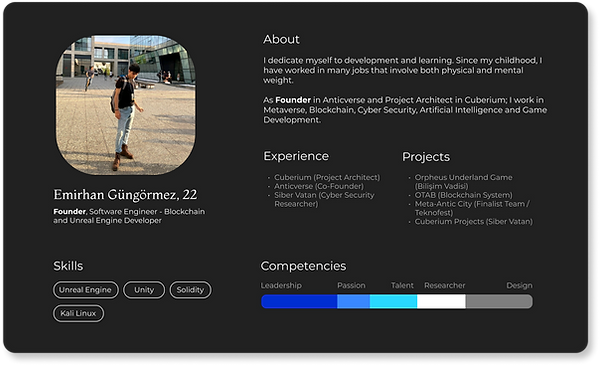 About
I dedicate myself to development and learning. Since my childhood, I
have worked in many jobs that involve both physical and mental
weight.
As Founder in Anticverse and Project Architect in Cuberium; I work in
Metaverse, Blockchain, Cyber Security, Artificial Intelligence and Game
Development.
Emirhan Güngörmez, 22
Founder, Software Engineer - Blockchain
and Unreal Engine Developer
Experience
• Cuberium (Project Architect)
• Anticverse (Co-Founder)
• Siber Vatan (Cyber Security
Researcher)
Projects
• Orpheus Underland Game
(Bilişim Vadisi)
• OTAB (Blockchain System)
• Meta-Antic City (Finalist Team /
Teknofest)
• Cuberium Projects (Siber Vatan)
Skills
Unreal Engine
Unity
Solidity
Kali Linux
Competencies
Leadership
Passion
Talent
Researcher
Design